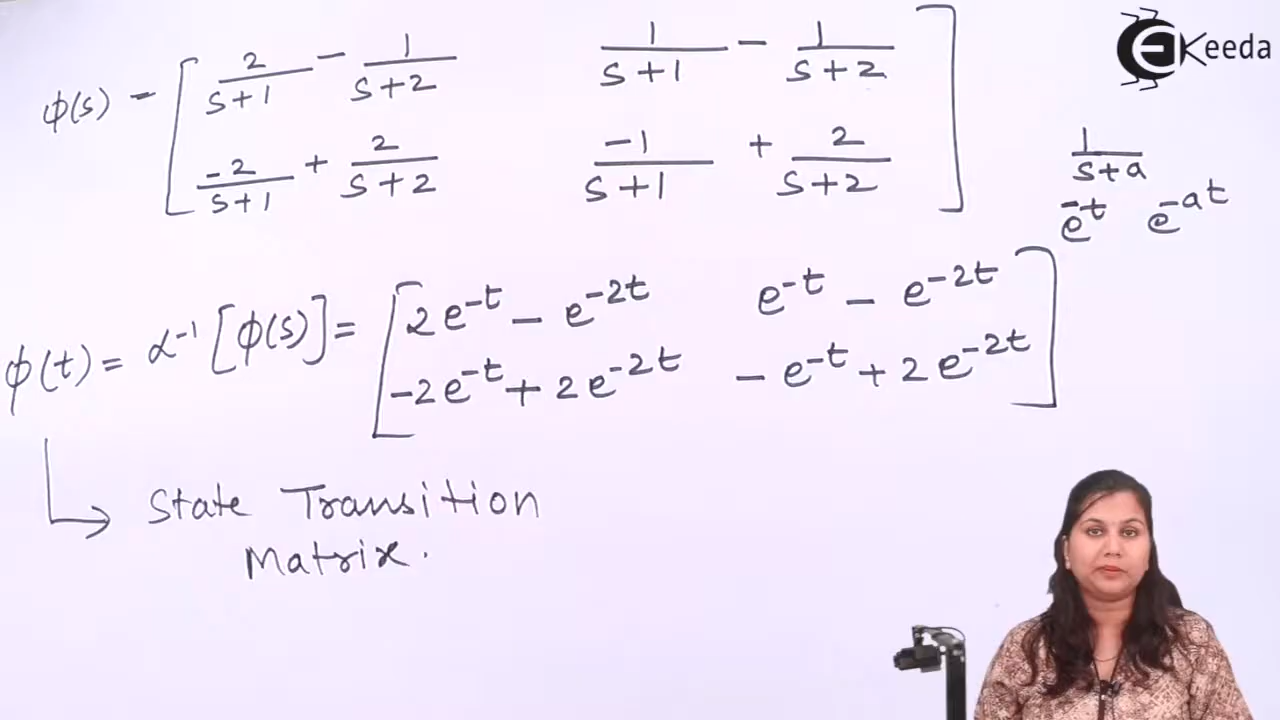 Ekeeda
φ(s) - [ 2/(s+1) - 1/(s+2)    1/(s+1) - 1/(s+2)
-2/(s+1) + 2/(s+2)    -1/(s+1) + 2/(s+2) ]
1/(s+a)
e^-t    e^-at
φ(t) = α^-1 [φ(s)] = [ 2e^-t - e^-2t    e^-t - e^-2t
-2e^-t + 2e^-2t    -e^-t + 2e^-2t ]
State Transition
Matrix.